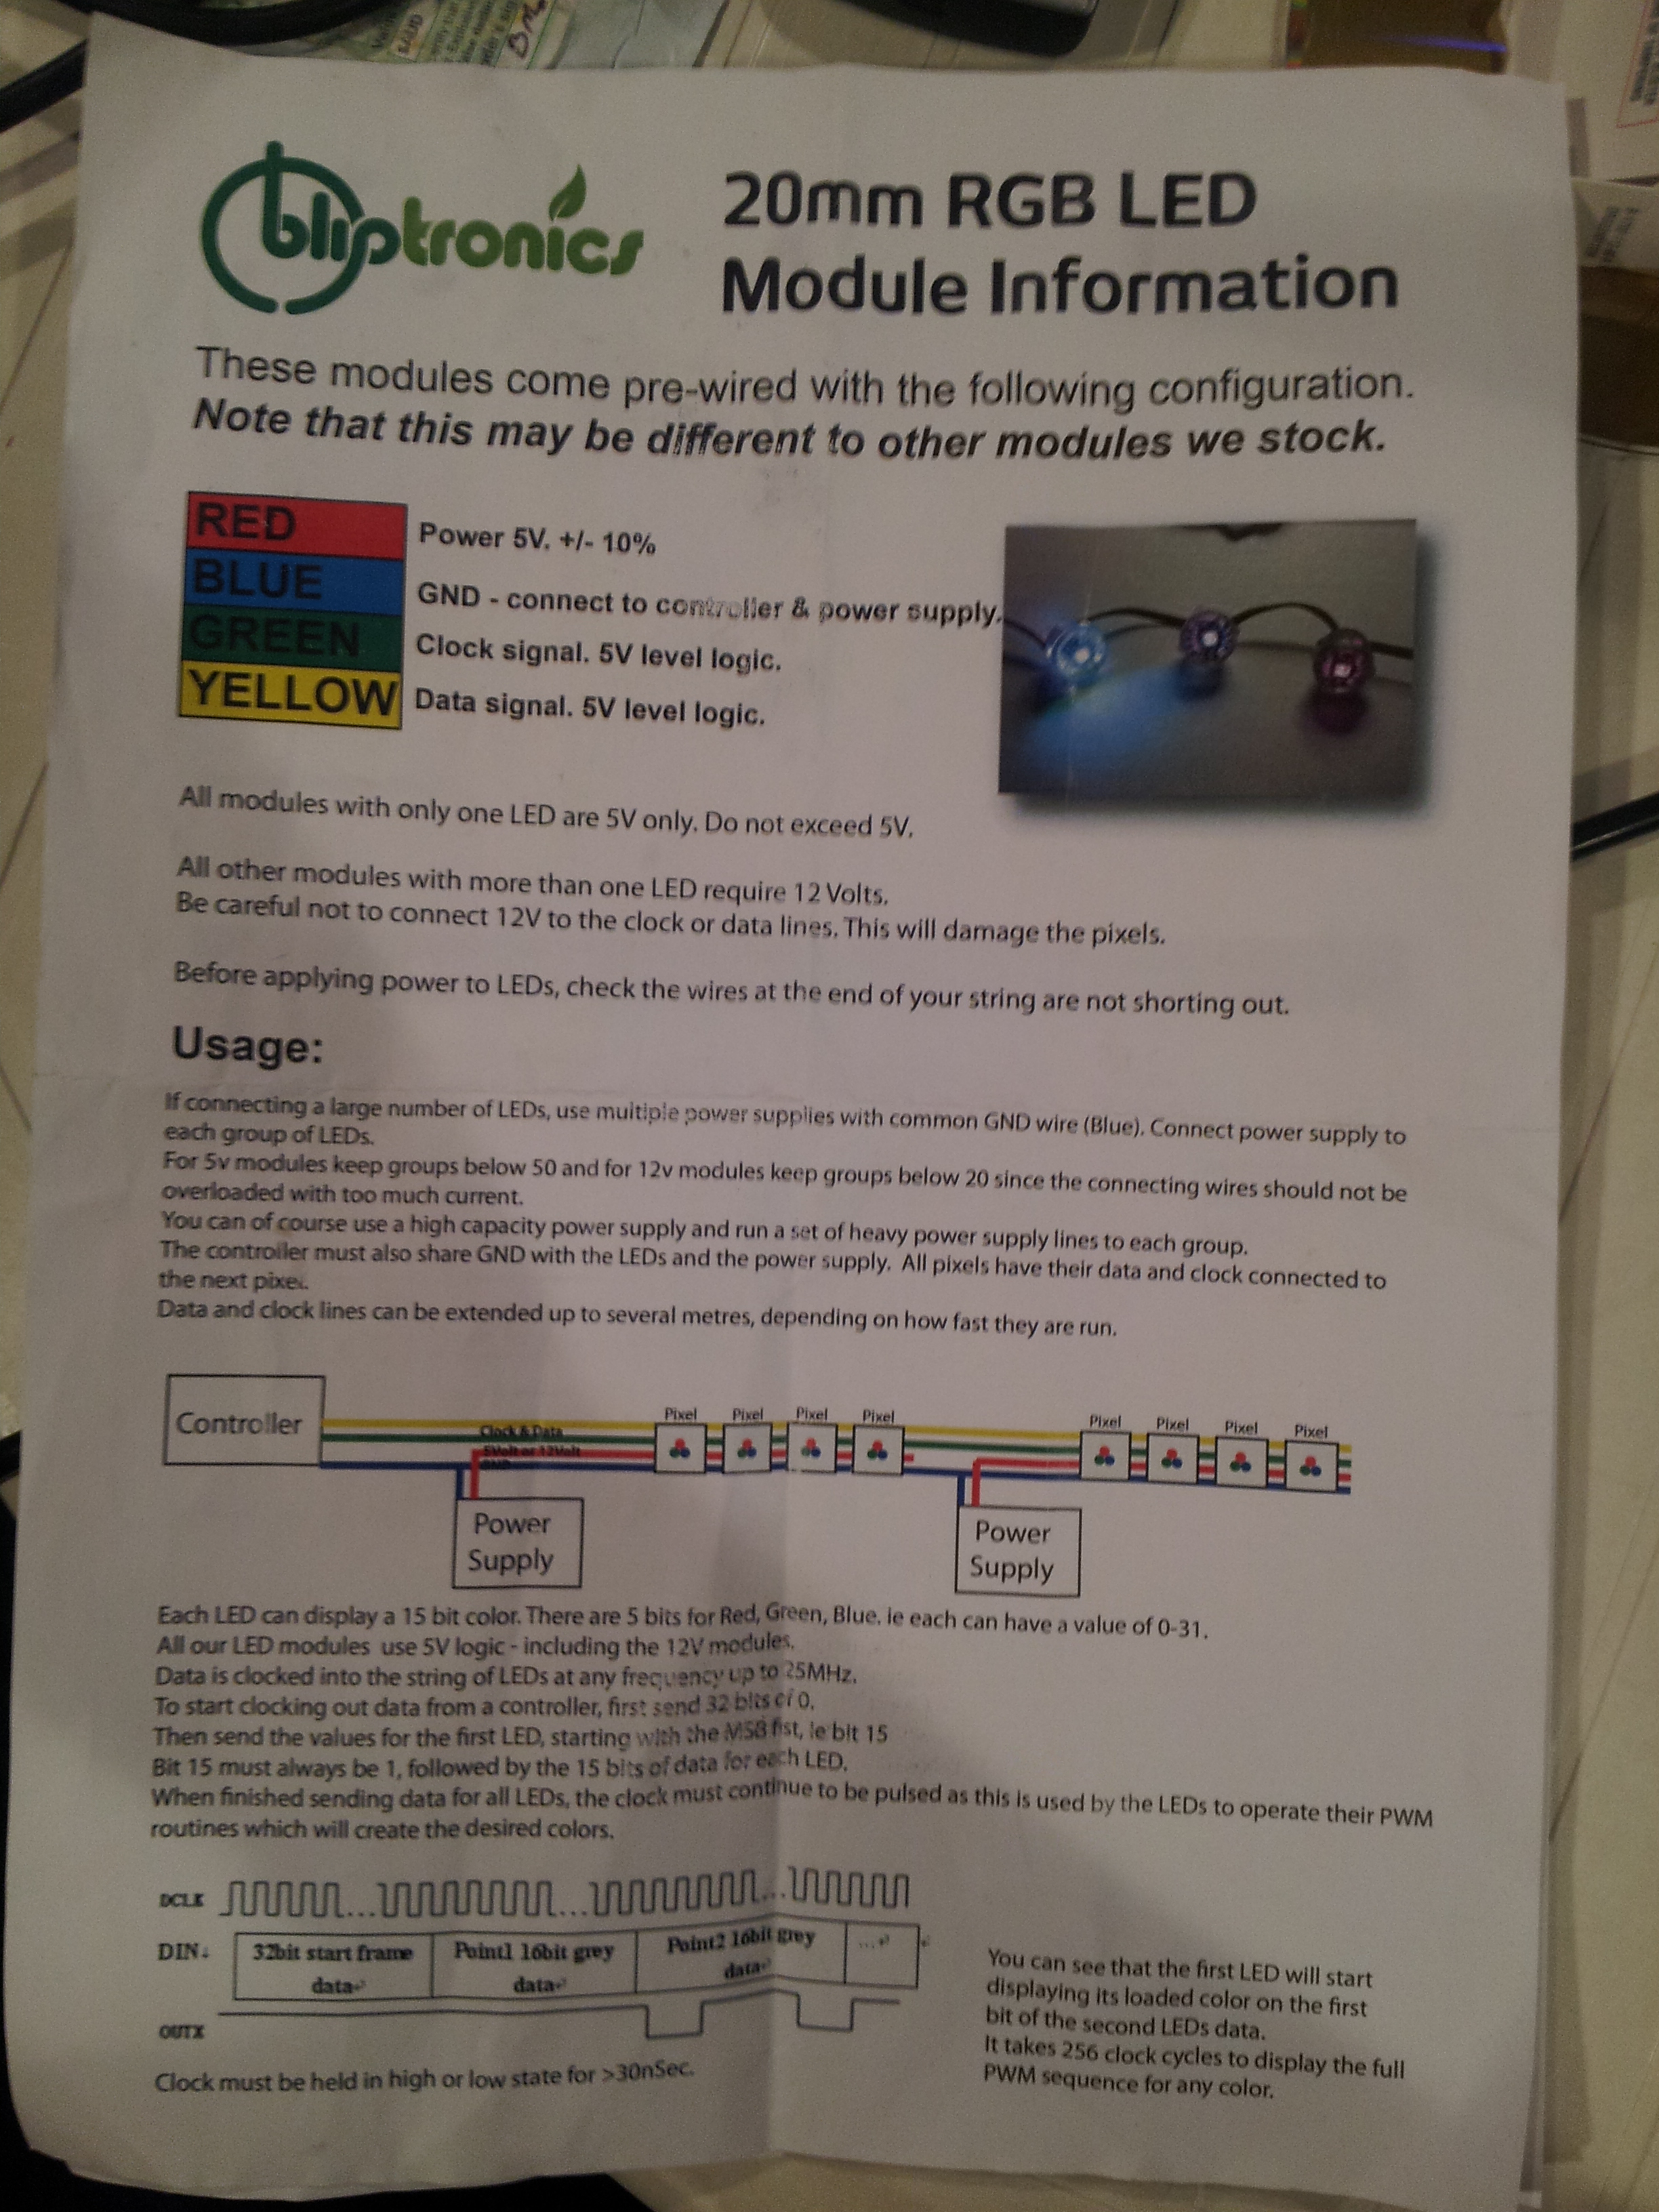 bliptronics
20mm RGB LED
Module Information
These modules come pre-wired with the following configuration.
Note that this may be different to other modules we stock.
RED Power 5V. +/- 10%
BLUE GND - connect to controller & power supply.
GREEN Clock signal. 5V level logic.
YELLOW Data signal. 5V level logic.
All modules with only one LED are 5V only. Do not exceed 5V.
All other modules with more than one LED require 12 Volts.
Be careful not to connect 12V to the clock or data lines. This will damage the pixels.
Before applying power to LEDs, check the wires at the end of your string are not shorting out.
Usage:
If connecting a large number of LEDs, use multiple power supplies with common GND wire (Blue). Connect power supply to
each group of LEDs.
For 5v modules keep groups below 50 and for 12v modules keep groups below 20 since the connecting wires should not be
overloaded with too much current.
You can of course use a high capacity power supply and run a set of heavy power supply lines to each group.
The controller must also share GND with the LEDs and the power supply. All pixels have their data and clock connected to
the next pixel.
Data and clock lines can be extended up to several metres, depending on how fast they are run.
Controller
Clock & Data
5Volt or 12Volt
GND
Pixel Pixel Pixel Pixel Pixel Pixel Pixel Pixel
Power
Supply
Power
Supply
Each LED can display a 15 bit color. There are 5 bits for Red, Green, Blue. ie each can have a value of 0-31.
All our LED modules use 5V logic - including the 12V modules.
Data is clocked into the string of LEDs at any frequency up to 25MHz.
To start clocking out data from a controller, first send 32 bits of 0.
Then send the values for the first LED, starting with the MSB fist, ie bit 15
Bit 15 must always be 1, followed by the 15 bits of data for each LED.
When finished sending data for all LEDs, the clock must continue to be pulsed as this is used by the LEDs to operate their PWM
routines which will create the desired colors.
DCLK ... ... ...
DIN 32bit start frame data Point1 16bit grey data Point2 16bit grey data ...
OUTX
Clock must be held in high or low state for >30nSec.
You can see that the first LED will start
displaying its loaded color on the first
bit of the second LEDs data.
It takes 256 clock cycles to display the full
PWM sequence for any color.